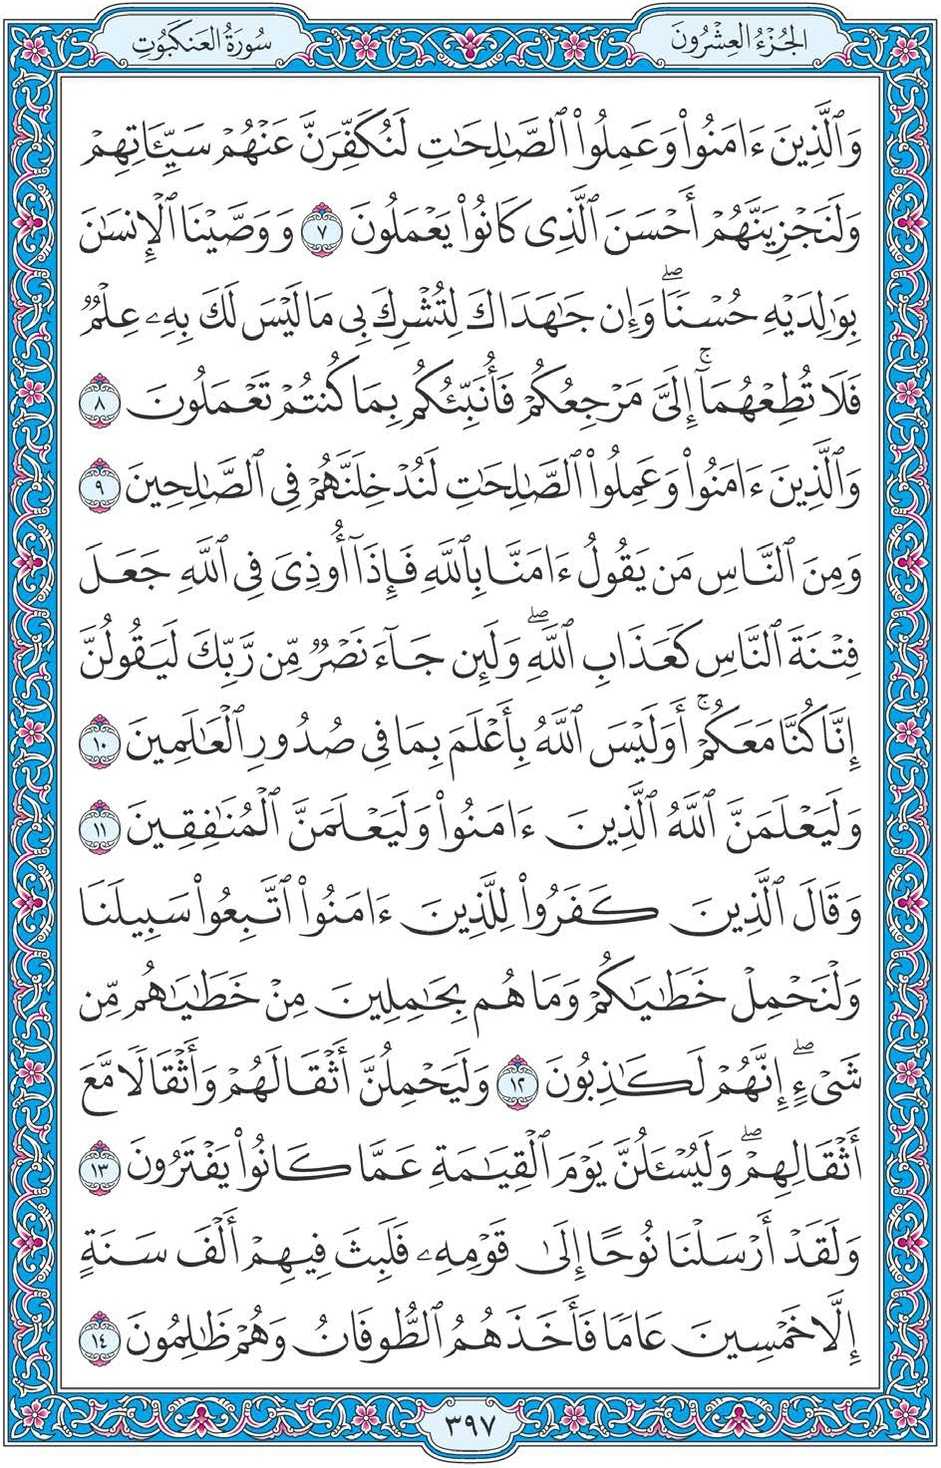 الجُزْءُ العِشْرُونَ
سُورَةُ العَنكَبُوتِ
وَٱلَّذِينَ ءَامَنُوا۟ وَعَمِلُوا۟ ٱلصَّـٰلِحَـٰتِ لَنُكَفِّرَنَّ عَنْهُمْ سَيِّـَٔاتِهِمْ
وَلَنَجْزِيَنَّهُمْ أَحْسَنَ ٱلَّذِى كَانُوا۟ يَعْمَلُونَ ٧ وَوَصَّيْنَا ٱلْإِنسَـٰنَ
بِوَٰلِدَيْهِ حُسْنًا ۖ وَإِن جَـٰهَدَاكَ لِتُشْرِكَ بِى مَا لَيْسَ لَكَ بِهِۦ عِلْمٌ
فَلَا تُطِعْهُمَآ ۚ إِلَىَّ مَرْجِعُكُمْ فَأُنَبِّئُكُم بِمَا كُنتُمْ تَعْمَلُونَ ٨
وَٱلَّذِينَ ءَامَنُوا۟ وَعَمِلُوا۟ ٱلصَّـٰلِحَـٰتِ لَنُدْخِلَنَّهُمْ فِى ٱلصَّـٰلِحِينَ ٩
وَمِنَ ٱلنَّاسِ مَن يَقُولُ ءَامَنَّا بِٱللَّهِ فَإِذَآ أُوذِىَ فِى ٱللَّهِ جَعَلَ
فِتْنَةَ ٱلنَّاسِ كَعَذَابِ ٱللَّهِ ۖ وَلَئِن جَآءَ نَصْرٌ مِّن رَّبِّكَ لَيَقُولُنَّ
إِنَّا كُنَّا مَعَكُمْ ۚ أَوَلَيْسَ ٱللَّهُ بِأَعْلَمَ بِمَا فِى صُدُورِ ٱلْعَـٰلَمِينَ ١٠
وَلَيَعْلَمَنَّ ٱللَّهُ ٱلَّذِينَ ءَامَنُوا۟ وَلَيَعْلَمَنَّ ٱلْمُنَـٰفِقِينَ ١١
وَقَالَ ٱلَّذِينَ كَفَرُوا۟ لِلَّذِينَ ءَامَنُوا۟ ٱتَّبِعُوا۟ سَبِيلَنَا
وَلْنَحْمِلْ خَطَـٰيَـٰكُمْ وَمَا هُم بِحَـٰمِلِينَ مِنْ خَطَـٰيَـٰهُم مِّن
شَىْءٍ ۖ إِنَّهُمْ لَكَـٰذِبُونَ ١٢ وَلَيَحْمِلُنَّ أَثْقَالَهُمْ وَأَثْقَالًا مَّعَ
أَثْقَالِهِمْ ۖ وَلَيُسْـَٔلُنَّ يَوْمَ ٱلْقِيَـٰمَةِ عَمَّا كَانُوا۟ يَفْتَرُونَ ١٣
وَلَقَدْ أَرْسَلْنَا نُوحًا إِلَىٰ قَوْمِهِۦ فَلَبِثَ فِيهِمْ أَلْفَ سَنَةٍ
إِلَّا خَمْسِينَ عَامًا فَأَخَذَهُمُ ٱلطُّوفَانُ وَهُمْ ظَـٰلِمُونَ ١٤
٣٩٧